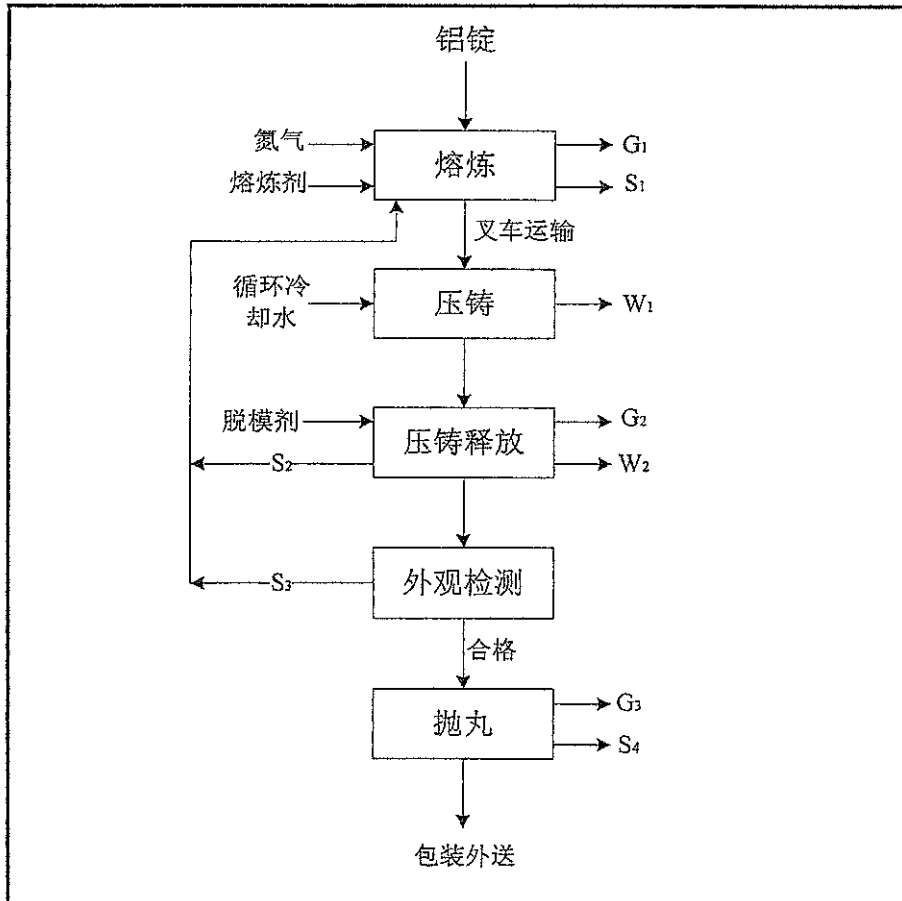 铝锭
氮气
G₁
熔炼
熔炼剂
S₁
叉车运输
循环冷
却水
压铸
W₁
脱模剂
G₂
压铸释放
S₂
W₂
S₃
外观检测
合格
G₃
抛丸
S₄
包装外送